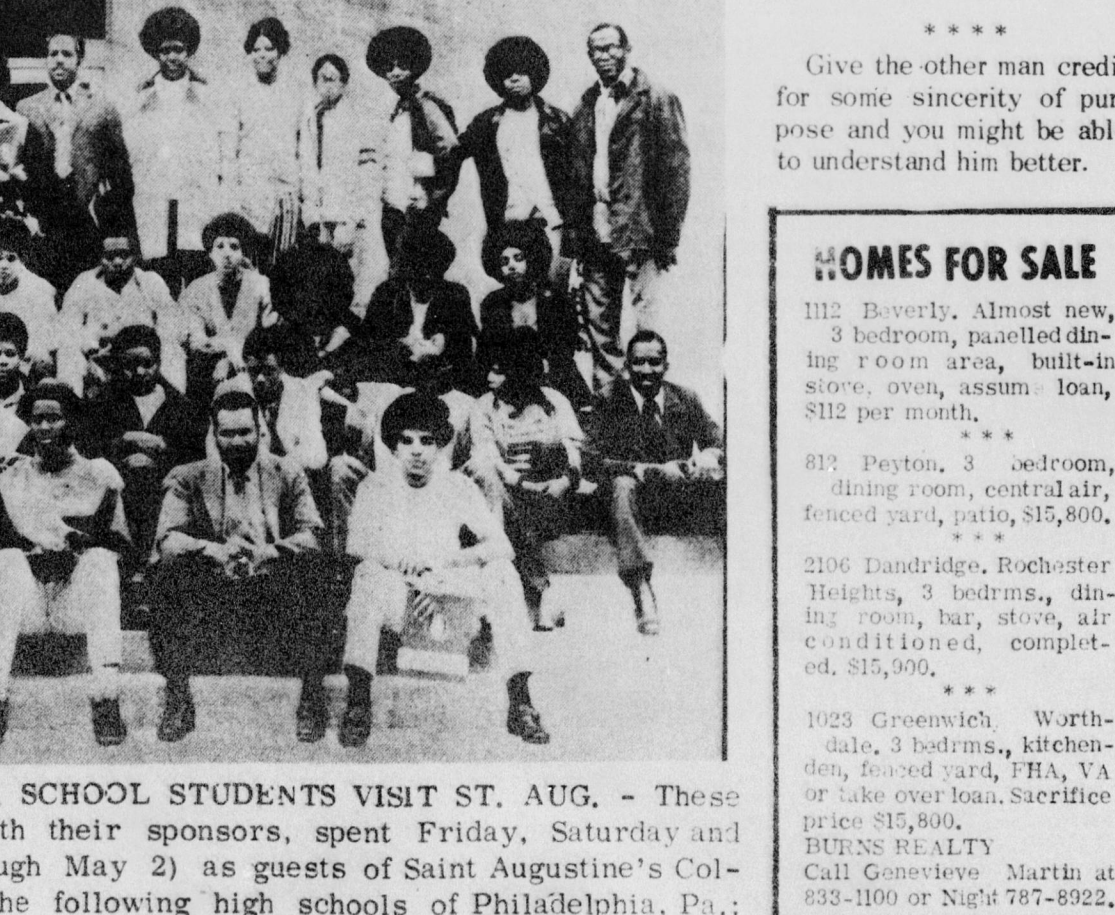 * * * *
Give the other man credi
for some sincerity of pur
pose and you might be abl
to understand him better.
HOMES FOR SALE
1112 Beverly. Almost new,
3 bedroom, panelled din-
ing room area, built-in
stove, oven, assume loan,
$112 per month.
* * *
812 Peyton. 3 bedroom,
dining room, central air,
fenced yard, patio, $15,800.
* * *
2106 Dandridge. Rochester
Heights, 3 bedrms., din-
ing room, bar, stove, air
conditioned, complet-
ed. $15,900.
* * *
1023 Greenwich. Worth-
dale. 3 bedrms., kitchen-
den, fenced yard, FHA, VA
or take over loan. Sacrifice
price $15,800.
BURNS REALTY
Call Genevieve Martin at
833-1100 or Night 787-8922.
SCHOOL STUDENTS VISIT ST. AUG. - These
th their sponsors, spent Friday, Saturday and
ugh May 2) as guests of Saint Augustine's Col-
he following high schools of Philadelphia, Pa.: